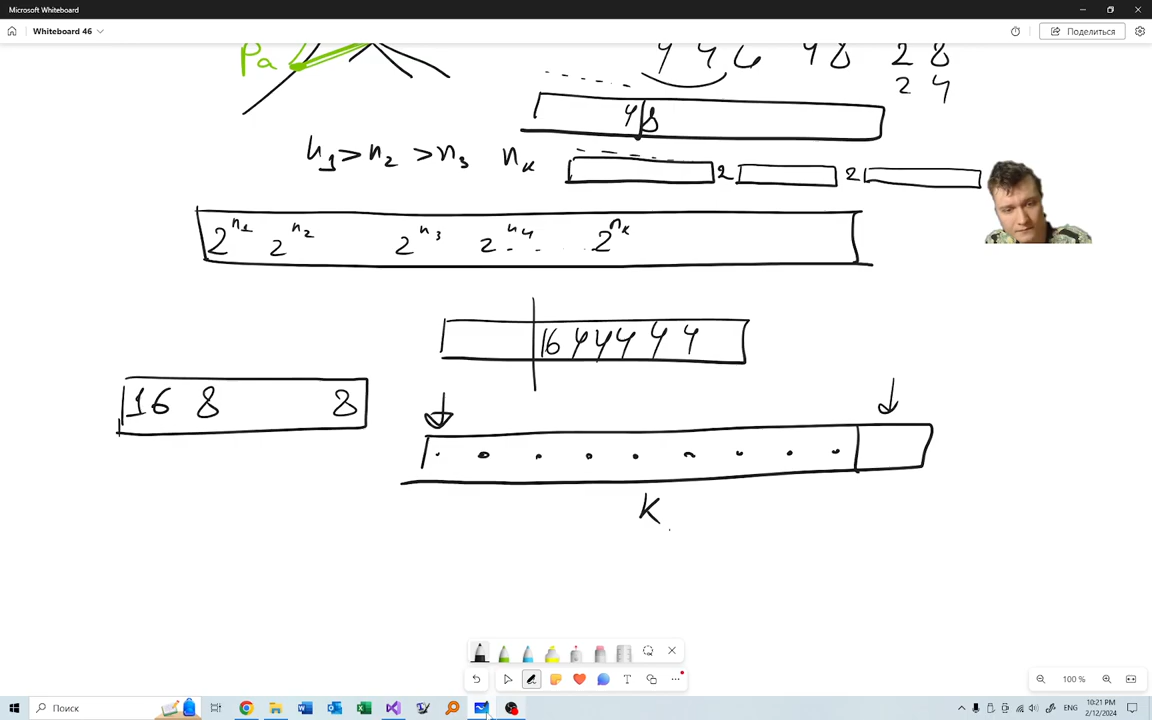 Microsoft Whiteboard
Whiteboard 46
Поделиться
Pa
4 4 6 4 8 2 8
2 4
4 8
n1 > n2 > n3 nk
2 2
2^n1 2^n2 2^n3 2^n4 . . . . . 2^nk
16 4 4 4 4 4
16 8 8
K
100 %
Поиск
ENG
10:21 PM
2/12/2024